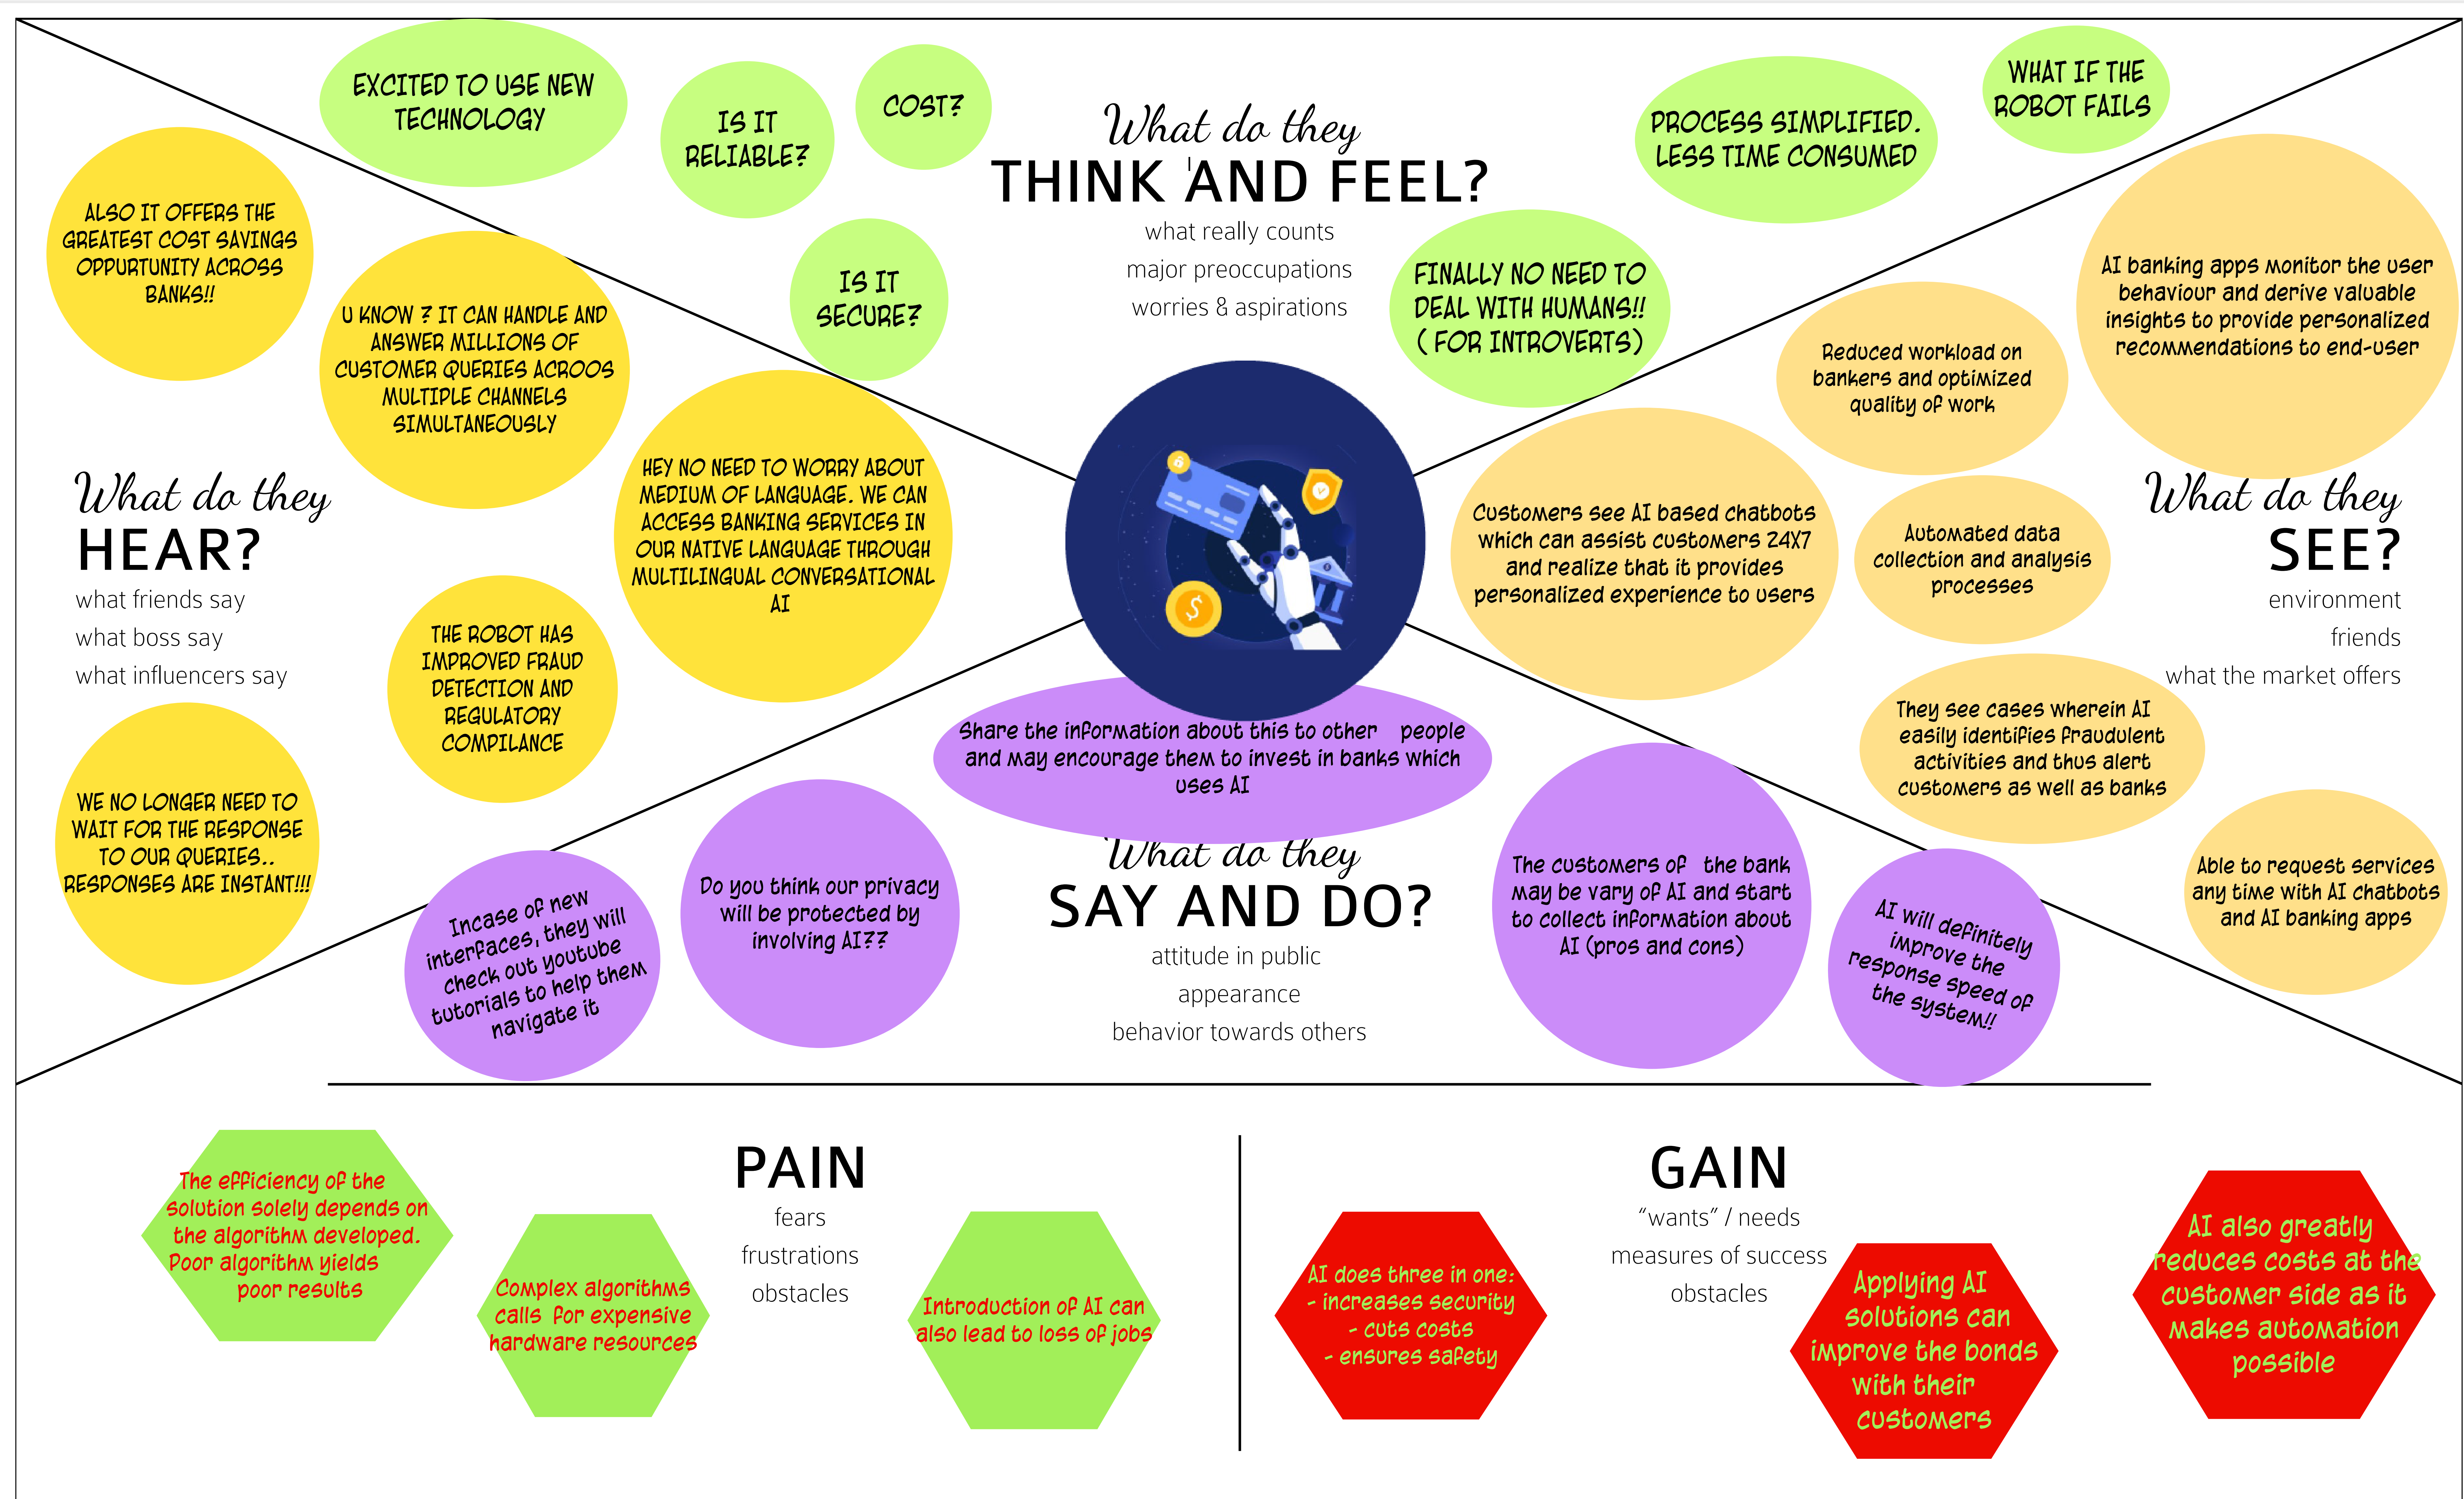 EXCITED TO USE NEW
TECHNOLOGY
IS IT
RELIABLE?
COST?
IS IT
SECURE?
What do they
THINK AND FEEL?
what really counts
major preoccupations
worries & aspirations
FINALLY NO NEED TO
DEAL WITH HUMANS!!
( FOR INTROVERTS)
PROCESS SIMPLIFIED.
LESS TIME CONSUMED
WHAT IF THE
ROBOT FAILS
ALSO IT OFFERS THE
GREATEST COST SAVINGS
OPPURTUNITY ACROSS
BANKS!!
U KNOW ? IT CAN HANDLE AND
ANSWER MILLIONS OF
CUSTOMER QUERIES ACROOS
MULTIPLE CHANNELS
SIMULTANEOUSLY
HEY NO NEED TO WORRY ABOUT
MEDIUM OF LANGUAGE. WE CAN
ACCESS BANKING SERVICES IN
OUR NATIVE LANGUAGE THROUGH
MULTILINGUAL CONVERSATIONAL
AI
What do they
HEAR?
what friends say
what boss say
what influencers say
THE ROBOT HAS
IMPROVED FRAUD
DETECTION AND
REGULATORY
COMPILANCE
WE NO LONGER NEED TO
WAIT FOR THE RESPONSE
TO OUR QUERIES..
RESPONSES ARE INSTANT!!!
AI banking apps monitor the user
behaviour and derive valuable
insights to provide personalized
recommendations to end-user
Reduced workload on
bankers and optimized
quality of work
Customers see AI based chatbots
which can assist customers 24X7
and realize that it provides
personalized experience to users
Automated data
collection and analysis
processes
What do they
SEE?
environment
friends
what the market offers
They see cases wherein AI
easily identifies fraudulent
activities and thus alert
customers as well as banks
Able to request services
any time with AI chatbots
and AI banking apps
Share the information about this to other people
and may encourage them to invest in banks which
uses AI
What do they
SAY AND DO?
attitude in public
appearance
behavior towards others
Incase of new
interfaces, they will
check out youtube
tutorials to help them
navigate it
Do you think our privacy
will be protected by
involving AI??
The customers of the bank
may be vary of AI and start
to collect information about
AI (pros and cons)
AI will definitely
improve the
response speed of
the system!!
PAIN
fears
frustrations
obstacles
The efficiency of the
solution solely depends on
the algorithm developed.
Poor algorithm yields
poor results
Complex algorithms
calls for expensive
hardware resources
Introduction of AI can
also lead to loss of jobs
GAIN
"wants" / needs
measures of success
obstacles
AI does three in one:
- increases security
- cuts costs
- ensures safety
Applying AI
solutions can
improve the bonds
with their
customers
AI also greatly
reduces costs at the
customer side as it
makes automation
possible